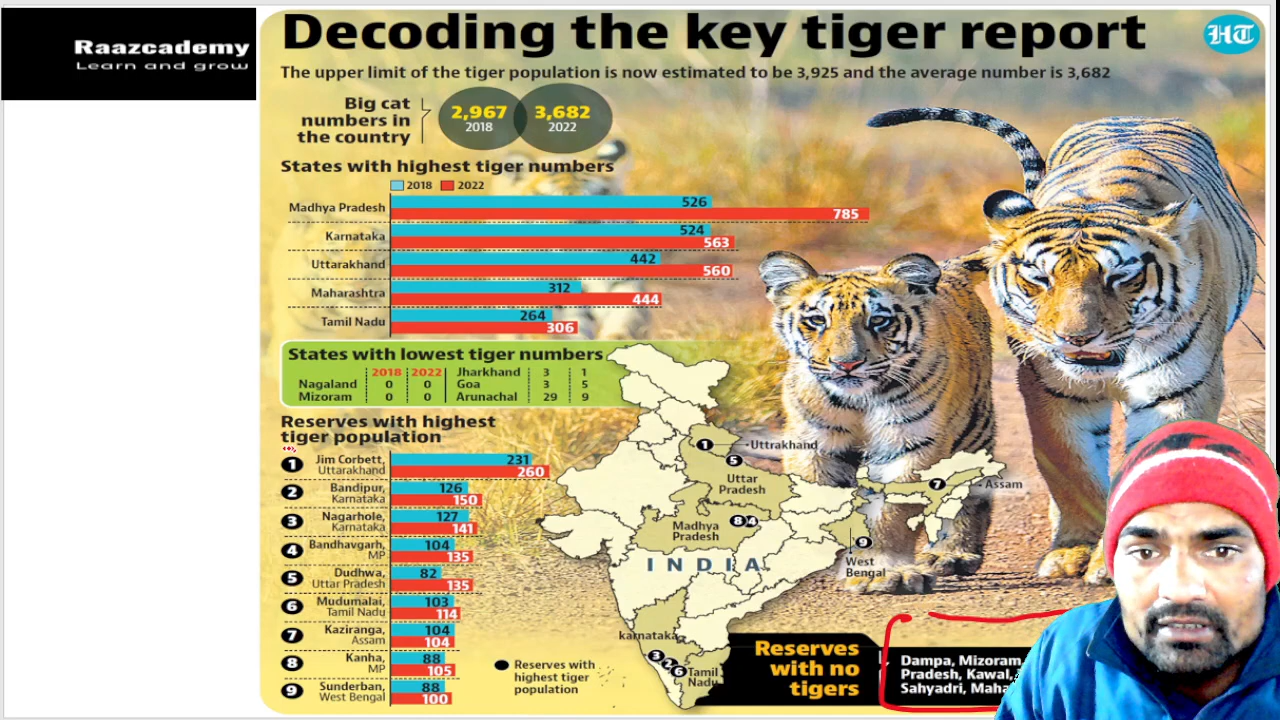 Raazcademy
Learn and grow
Decoding the key tiger report
HT
The upper limit of the tiger population is now estimated to be 3,925 and the average number is 3,682
Big cat
numbers in
the country
2,967
2018
3,682
2022
States with highest tiger numbers
2018 2022
Madhya Pradesh 526
785
Karnataka 524
563
Uttarakhand 442
560
Maharashtra 312
444
Tamil Nadu 264
306
States with lowest tiger numbers
2018 2022 Jharkhand 3 1
Nagaland 0 0 Goa 3 5
Mizoram 0 0 Arunachal 29 9
Reserves with highest
tiger population
1 Jim Corbett, 231
Uttarakhand 260
2 Bandipur, 126
Karnataka 150
3 Nagarhole, 127
Karnataka 141
4 Bandhavgarh, 104
MP 135
5 Dudhwa, 82
Uttar Pradesh 135
6 Mudumalai, 103
Tamil Nadu 114
7 Kaziranga, 104
Assam 104
8 Kanha, 88
MP 105
9 Sunderban, 88
West Bengal 100
1 Uttrakhand
5
Uttar
Pradesh
7 Assam
Madhya
Pradesh
8 4
9
West
Bengal
INDIA
karnataka
3 2 6
Tamil
Nadu
Reserves with
highest tiger
population
Reserves
with no
tigers
Dampa, Mizoram,
Pradesh, Kawal,
Sahyadri, Maha